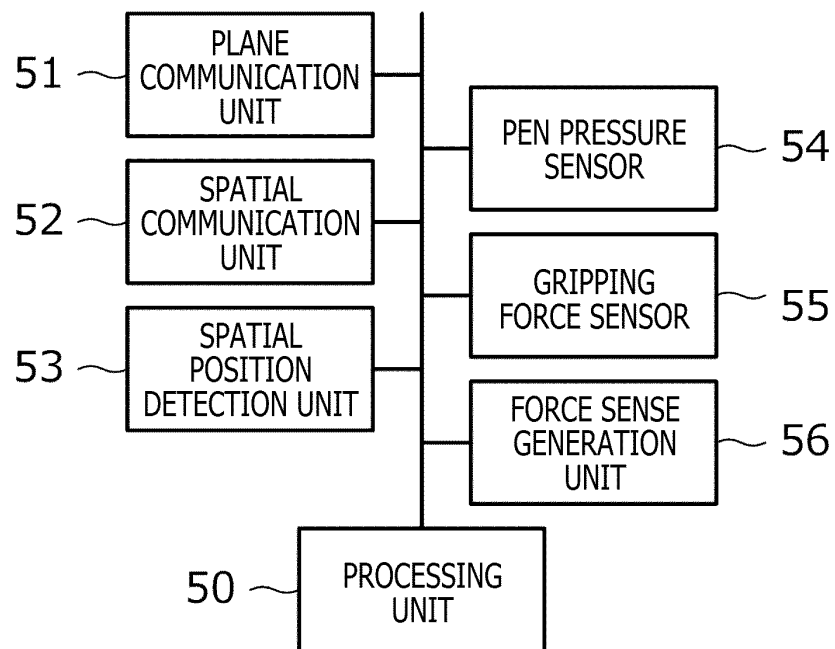 51
PLANE
COMMUNICATION
UNIT
52
SPATIAL
COMMUNICATION
UNIT
53
SPATIAL
POSITION
DETECTION UNIT
PEN PRESSURE
SENSOR
54
GRIPPING
FORCE SENSOR
55
FORCE SENSE
GENERATION
UNIT
56
50
PROCESSING
UNIT